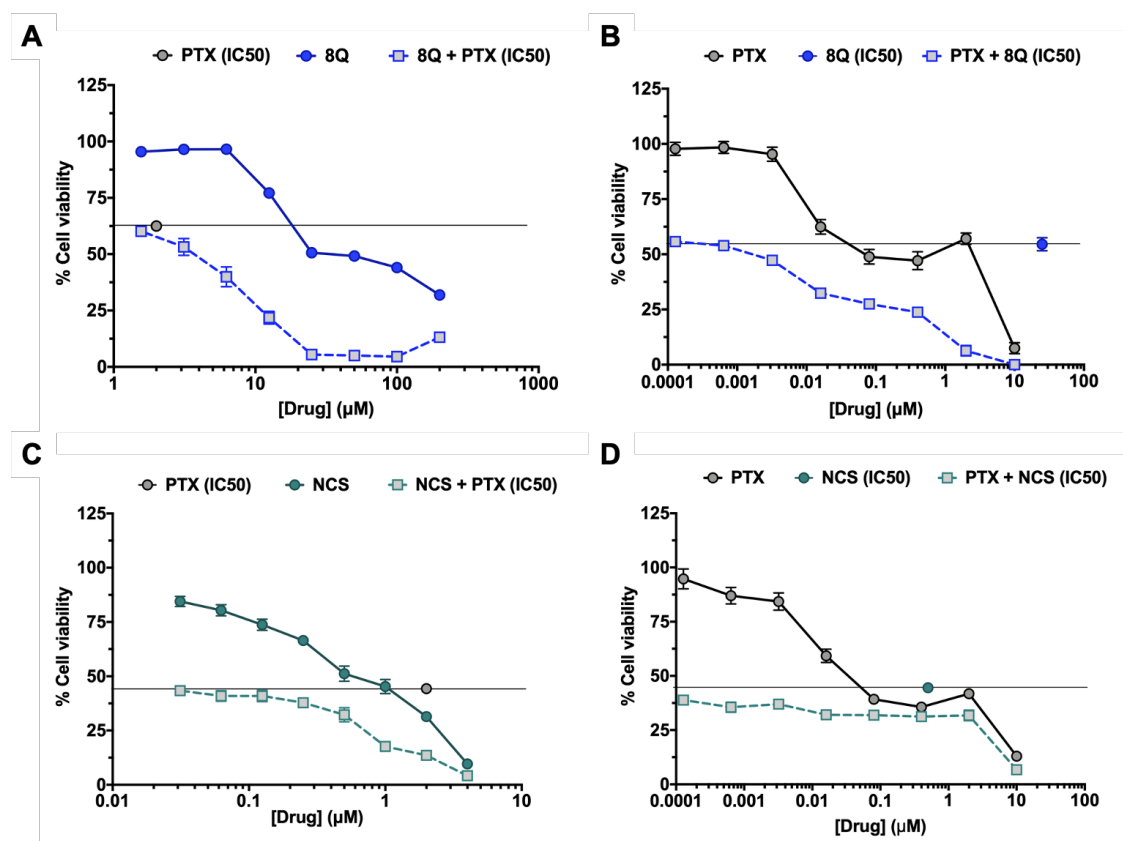 A
PTX (IC50) 8Q 8Q + PTX (IC50)
125
100
75
50
25
0
% Cell viability
1 10 100 1000
[Drug] (µM)
B
PTX 8Q (IC50) PTX + 8Q (IC50)
125
100
75
50
25
0
% Cell viability
0.0001 0.001 0.01 0.1 1 10 100
[Drug] (µM)
C
PTX (IC50) NCS NCS + PTX (IC50)
125
100
75
50
25
0
% Cell viability
0.01 0.1 1 10
[Drug] (µM)
D
PTX NCS (IC50) PTX + NCS (IC50)
125
100
75
50
25
0
% Cell viability
0.0001 0.001 0.01 0.1 1 10 100
[Drug] (µM)